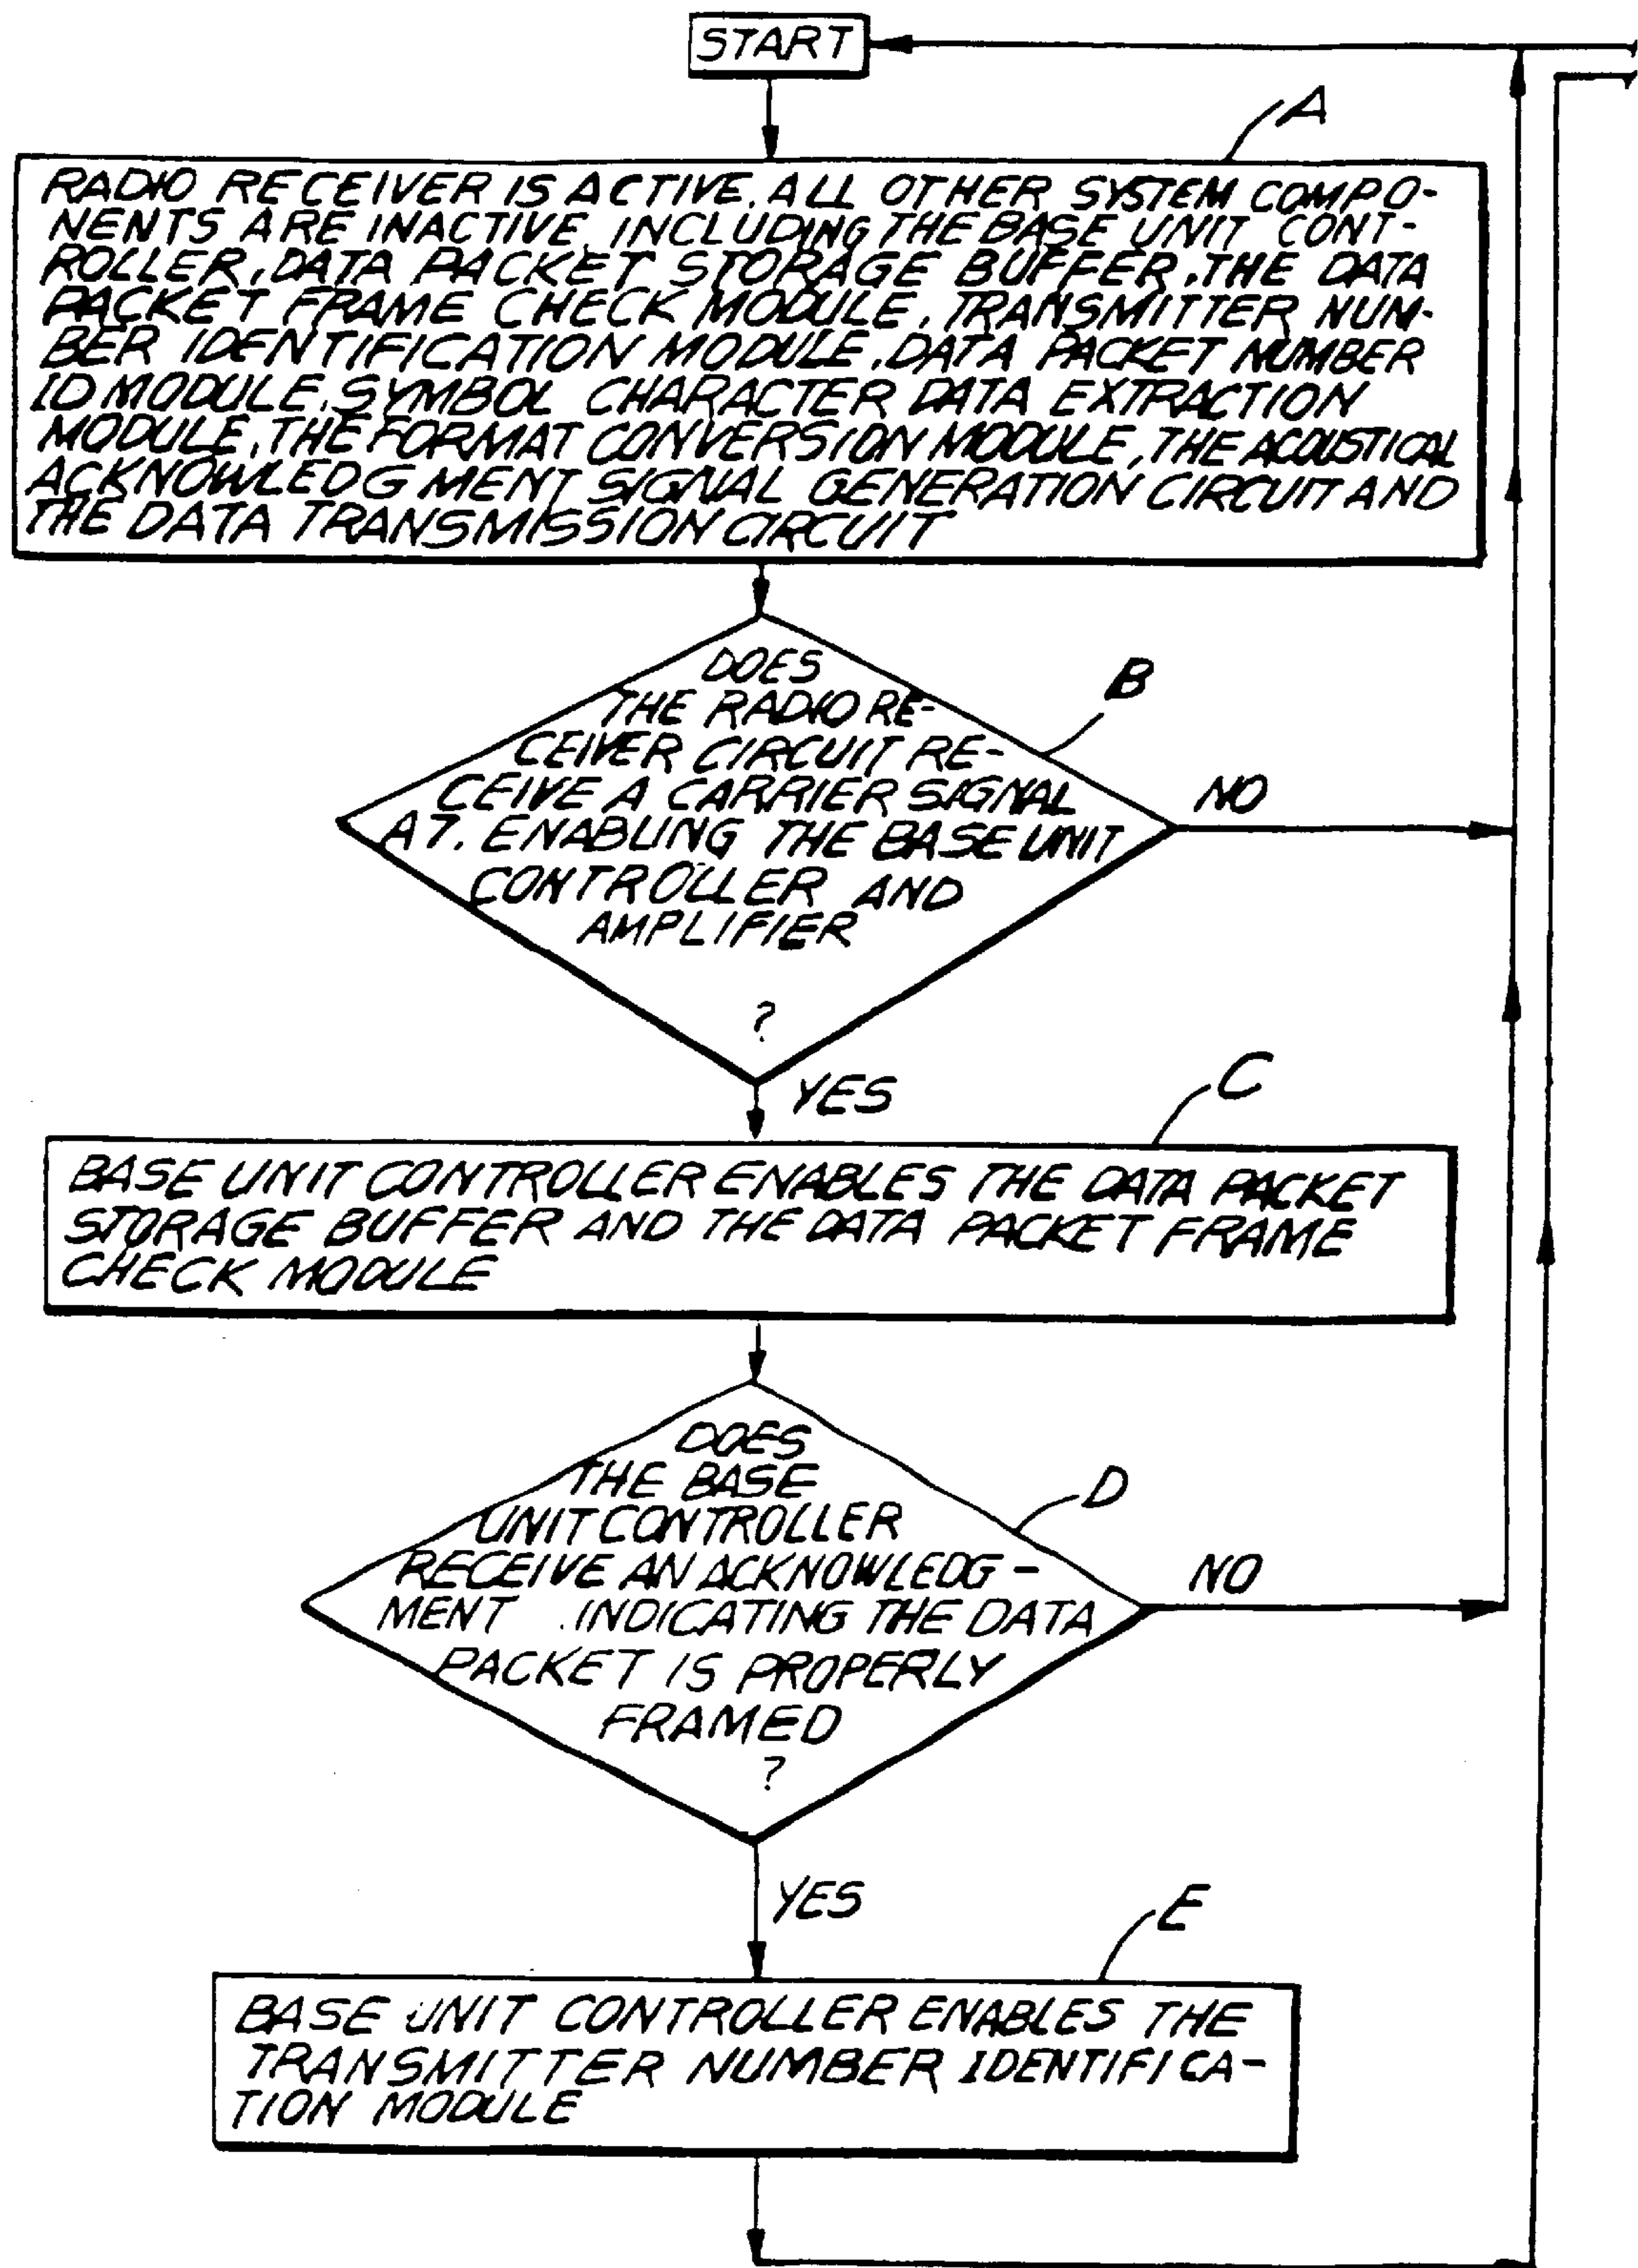 START
A
RADIO RECEIVER IS ACTIVE. ALL OTHER SYSTEM COMPO-
NENTS ARE INACTIVE, INCLUDING THE BASE UNIT CONT-
ROLLER, DATA PACKET STORAGE BUFFER, THE DATA
PACKET FRAME CHECK MODULE, TRANSMITTER NUM-
BER IDENTIFICATION MODULE, DATA PACKET NUMBER
ID MODULE, SYMBOL CHARACTER DATA EXTRACTION
MODULE, THE FORMAT CONVERSION MODULE, THE ACOUSTICAL
ACKNOWLEDGMENT SIGNAL GENERATION CIRCUIT AND
THE DATA TRANSMISSION CIRCUIT
B
DOES
THE RADIO RE-
CEIVER CIRCUIT RE-
CEIVE A CARRIER SIGNAL
AT. ENABLING THE BASE UNIT
CONTROLLER AND
AMPLIFIER
?
NO
YES
C
BASE UNIT CONTROLLER ENABLES THE DATA PACKET
STORAGE BUFFER AND THE DATA PACKET FRAME
CHECK MODULE
D
DOES
THE BASE
UNIT CONTROLLER
RECEIVE AN ACKNOWLEDG-
MENT INDICATING THE DATA
PACKET IS PROPERLY
FRAMED
?
NO
YES
E
BASE UNIT CONTROLLER ENABLES THE
TRANSMITTER NUMBER IDENTIFICA-
TION MODULE